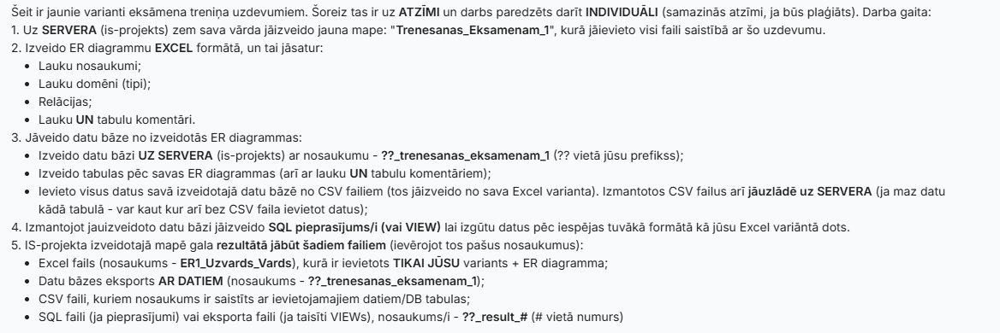 Šeit ir jaunie varianti eksāmena treniņa uzdevumiem. Šoreiz tas ir uz ATZĪMI un darbs paredzēts darīt INDIVIDUĀLI (samazinās atzīmi, ja būs plaģiāts). Darba gaita:
1. Uz SERVERA (is-projekts) zem sava vārda jāizveido jauna mape: "Trenesanas_Eksamenam_1", kurā jāievieto visi faili saistībā ar šo uzdevumu.
2. Izveido ER diagrammu EXCEL formātā, un tai jāsatur:
• Lauku nosaukumi;
• Lauku domēni (tipi);
• Relācijas;
• Lauku UN tabulu komentāri.
3. Jāveido datu bāze no izveidotās ER diagrammas:
• Izveido datu bāzi UZ SERVERA (is-projekts) ar nosaukumu - ??_trenesanas_eksamenam_1 (?? vietā jūsu prefikss);
• Izveido tabulas pēc savas ER diagrammas (arī ar lauku UN tabulu komentāriem);
• Ievieto visus datus savā izveidotajā datu bāzē no CSV failiem (tos jāizveido no sava Excel varianta). Izmantotos CSV failus arī jāuzlādē uz SERVERA (ja maz datu
kādā tabulā - var kaut kur arī bez CSV faila ievietot datus);
4. Izmantojot jauizveidoto datu bāzi jāizveido SQL pieprasījums/i (vai VIEW) lai izgūtu datus pēc iespējas tuvākā formātā kā jūsu Excel variāntā dots.
5. IS-projekta izveidotajā mapē gala rezultātā jābūt šadiem failiem (ievērojot tos pašus nosaukumus):
• Excel fails (nosaukums - ER1_Uzvards_Vards), kurā ir ievietots TIKAI JŪSU variants + ER diagramma;
• Datu bāzes eksports AR DATIEM (nosaukums - ??_trenesanas_eksamenam_1);
• CSV faili, kuriem nosaukums ir saistīts ar ievietojamajiem datiem/DB tabulas;
• SQL faili (ja pieprasījumi) vai eksporta faili (ja taisīti VIEWs), nosaukums/i - ??_result_# (# vietā numurs)